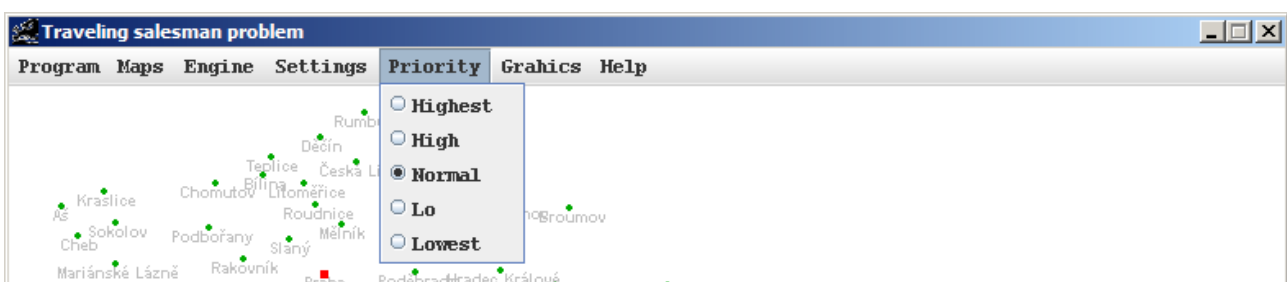 Traveling salesman problem
Program Maps Engine Settings Priority Grahics Help
Highest
High
Normal
Lo
Lowest
Děčín
Teplice
Česká
Bílina
Chomutov
Litoměřice
Kraslice
Aš
Roudnice
Broumov
Sokolov
Podbořany
Mělník
Cheb
Slaný
Mariánské Lázně
Rakovník
Hradec Králové